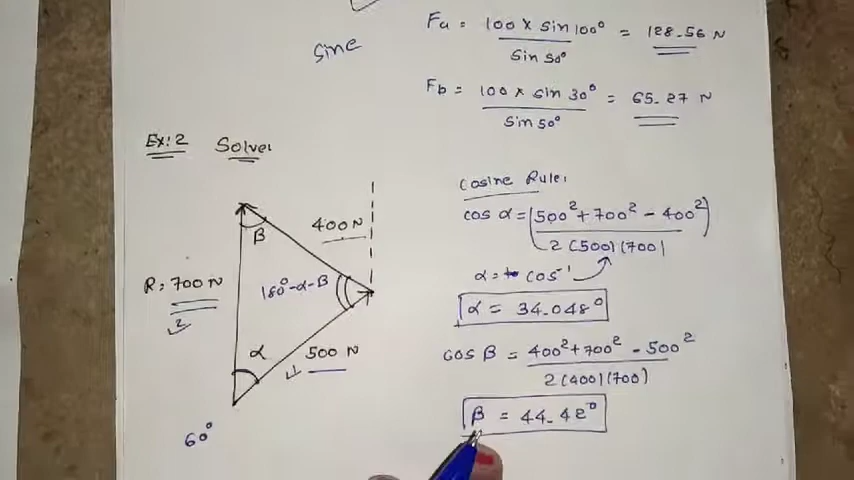 Fa = 100 x sin 100° / sin 50° = 128.56 N
sine
Fb = 100 x sin 30° / sin 50° = 65.27 N
Ex: 2 Solve:
Cosine Rule:
cos α = (500² + 700² - 400² / 2 (500) (700))
β
400 N
α = cos⁻¹
R = 700 N
180° - α - β
α = 34.048°
α
500 N
cos β = 400² + 700² - 500² / 2 (400) (700)
β = 44.42°
60°